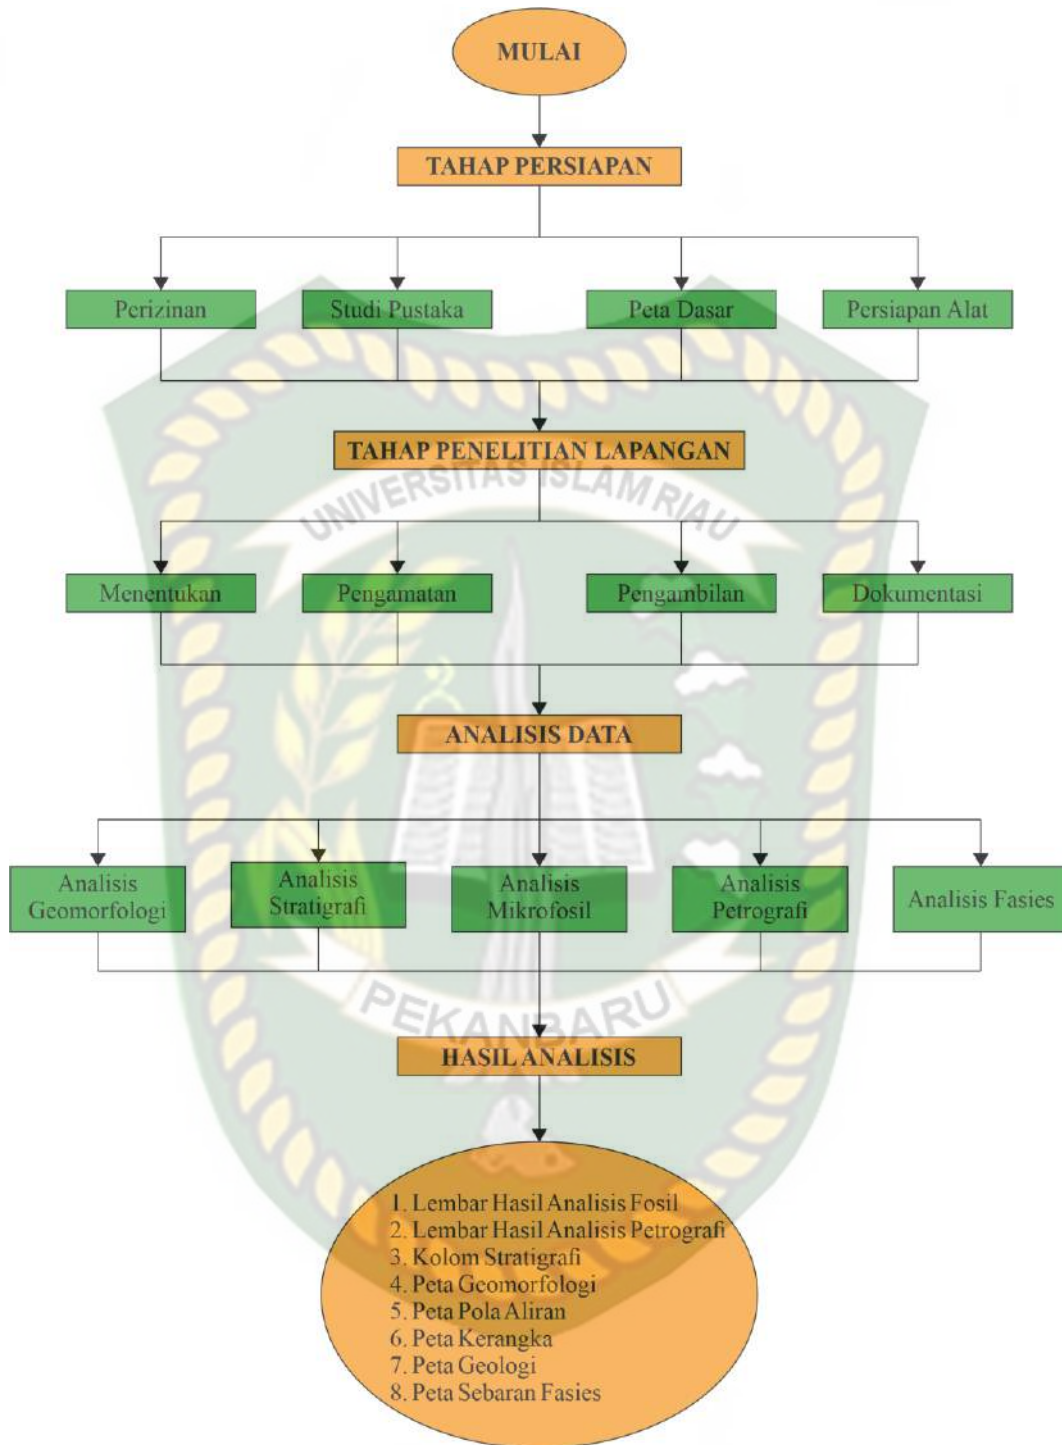 MULAI
TAHAP PERSIAPAN
Perizinan
Studi Pustaka
Peta Dasar
Persiapan Alat
TAHAP PENELITIAN LAPANGAN
UNIVERSITAS ISLAM RIAU
Menentukan
Pengamatan
Pengambilan
Dokumentasi
ANALISIS DATA
Analisis
Geomorfologi
Analisis
Stratigrafi
Analisis
Mikrofosil
Analisis
Petrografi
Analisis Fasies
PEKANBARU
HASIL ANALISIS
1. Lembar Hasil Analisis Fosil
2. Lembar Hasil Analisis Petrografi
3. Kolom Stratigrafi
4. Peta Geomorfologi
5. Peta Pola Aliran
6. Peta Kerangka
7. Peta Geologi
8. Peta Sebaran Fasies